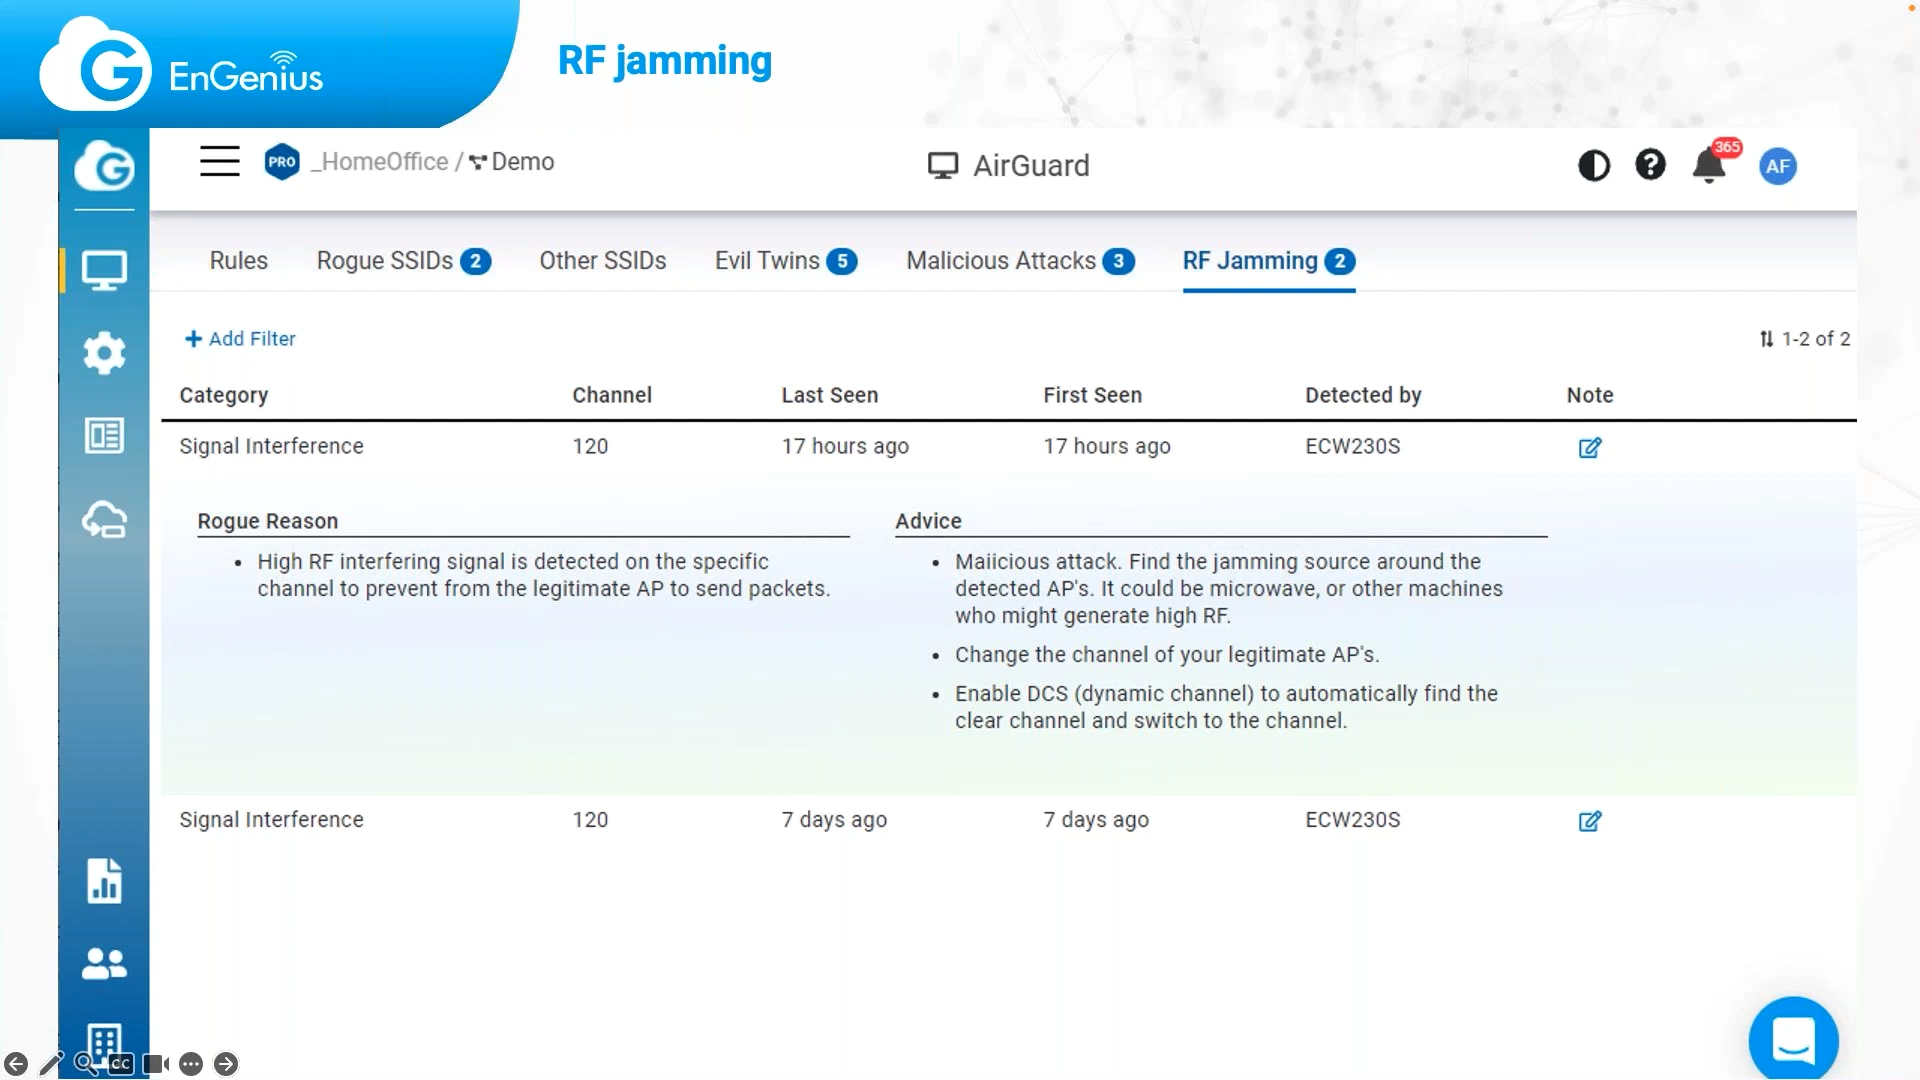 EnGenius
RF jamming
PRO _HomeOffice / Demo
AirGuard
365
AF
Rules
Rogue SSIDs 2
Other SSIDs
Evil Twins 5
Malicious Attacks 3
RF Jamming 2
+ Add Filter
1-2 of 2
Category Channel Last Seen First Seen Detected by Note
Signal Interference 120 17 hours ago 17 hours ago ECW230S
Rogue Reason
• High RF interfering signal is detected on the specific
channel to prevent from the legitimate AP to send packets.
Advice
• Maiicious attack. Find the jamming source around the
detected AP's. It could be microwave, or other machines
who might generate high RF.
• Change the channel of your legitimate AP's.
• Enable DCS (dynamic channel) to automatically find the
clear channel and switch to the channel.
Signal Interference 120 7 days ago 7 days ago ECW230S
CC